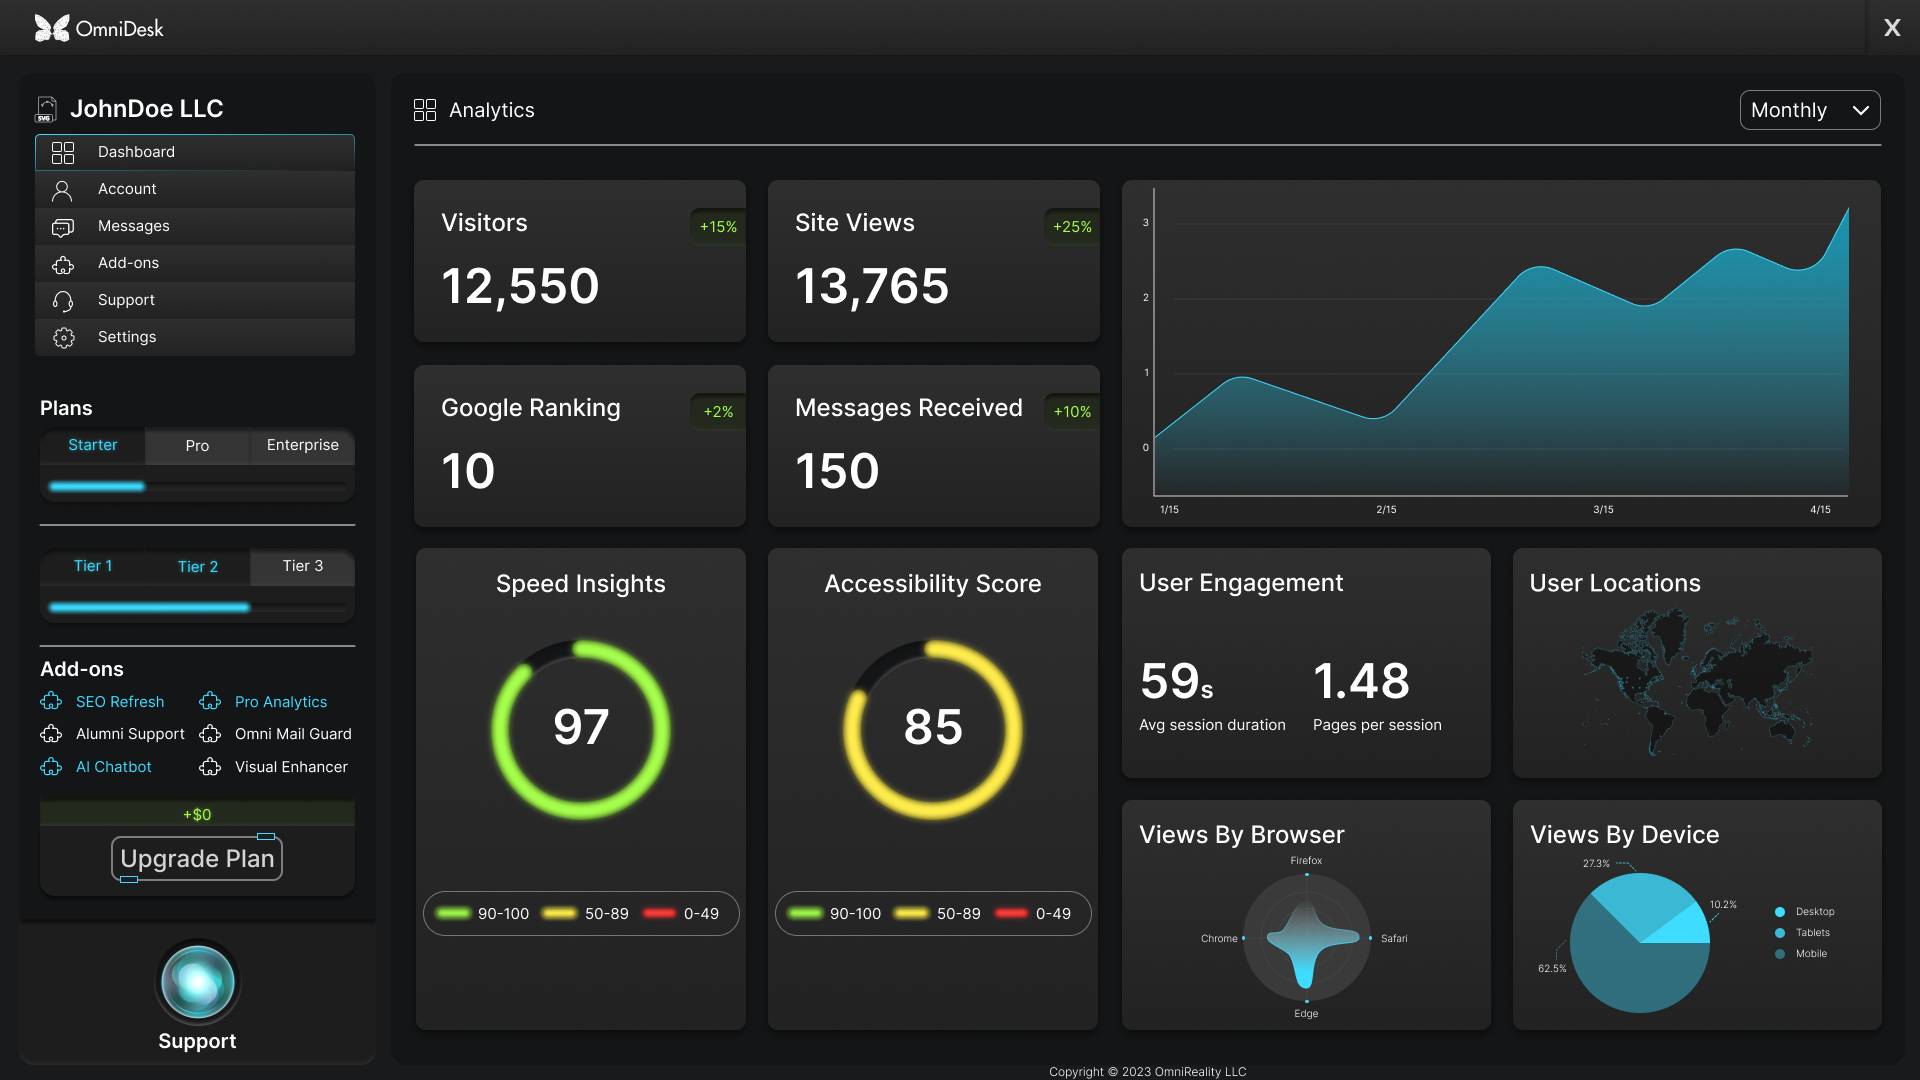 OmniDesk
X
SVG
JohnDoe LLC
Dashboard
Account
Messages
Add-ons
Support
Settings
Plans
Starter
Pro
Enterprise
Tier 1
Tier 2
Tier 3
Add-ons
SEO Refresh
Pro Analytics
Alumni Support
Omni Mail Guard
AI Chatbot
Visual Enhancer
+$0
Upgrade Plan
Support
Analytics
Monthly
Visitors
+15%
12,550
Site Views
+25%
13,765
Google Ranking
+2%
10
Messages Received
+10%
150
3
2
1
0
1/15
2/15
3/15
4/15
Speed Insights
97
90-100
50-89
0-49
Accessibility Score
85
90-100
50-89
0-49
User Engagement
59s
Avg session duration
1.48
Pages per session
User Locations
Views By Browser
Firefox
Chrome
Safari
Edge
Views By Device
27.3%
10.2%
62.5%
Desktop
Tablets
Mobile
Copyright © 2023 OmniReality LLC